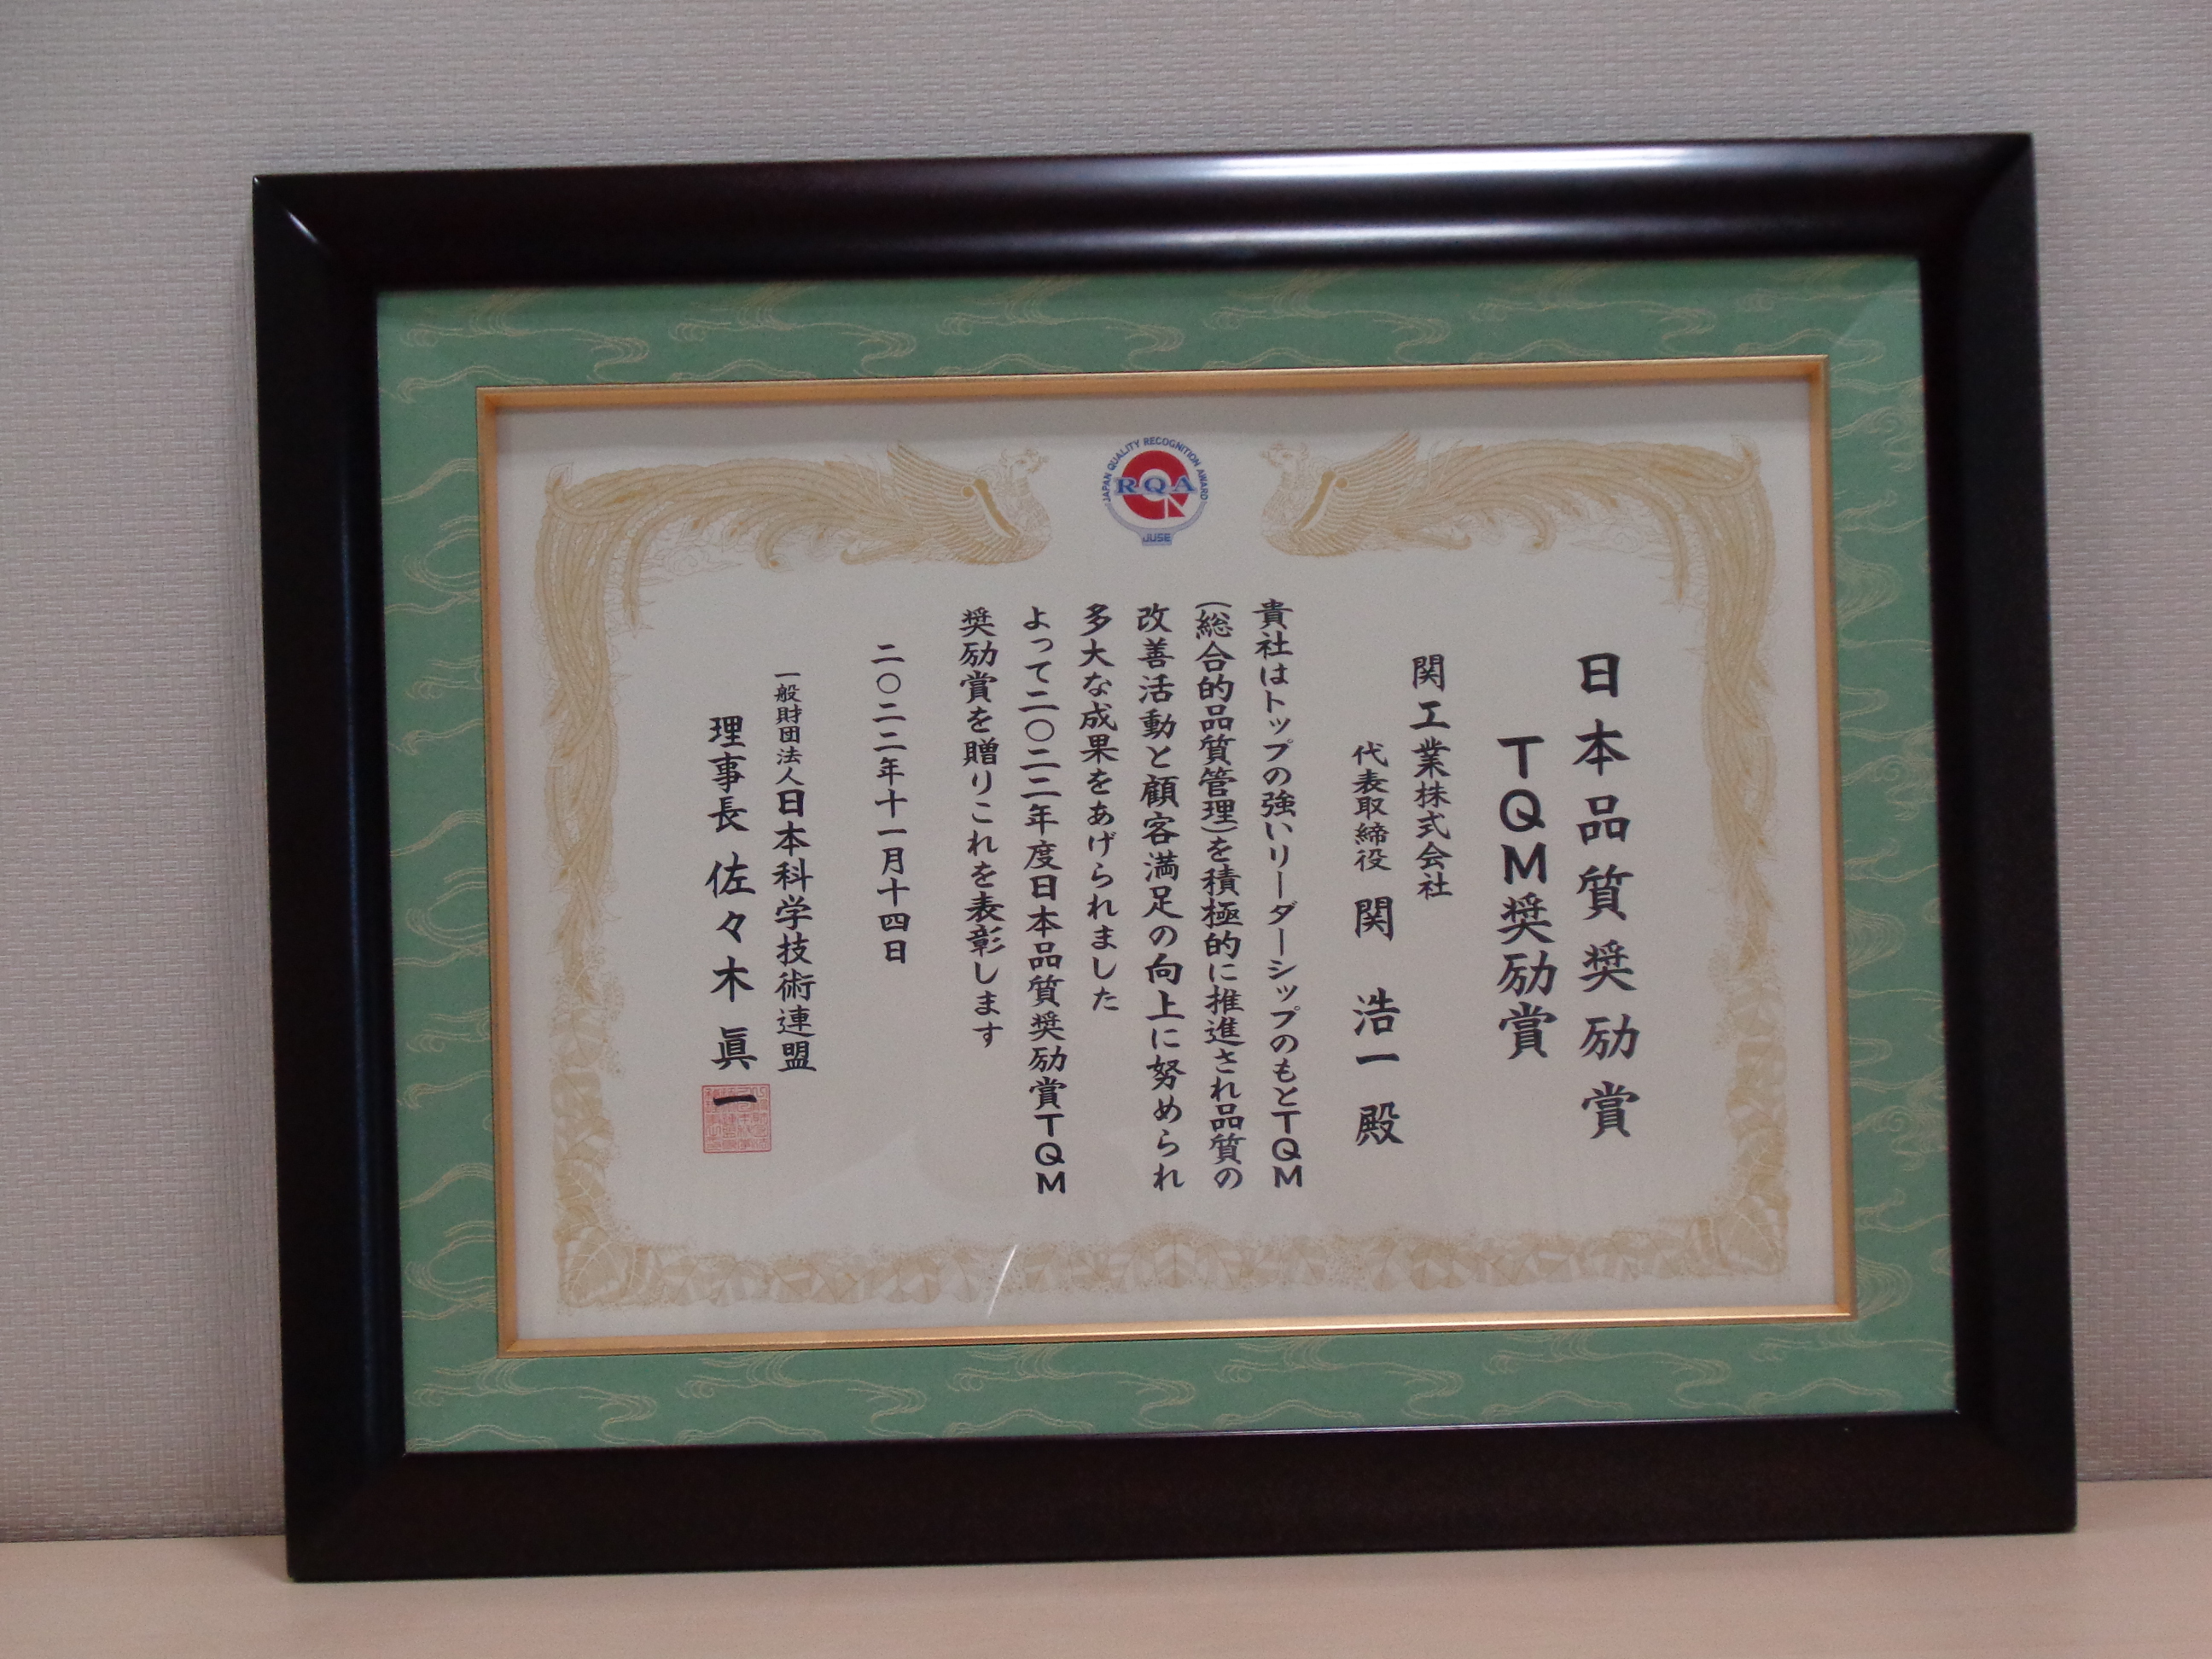 JAPAN QUALITY RECOGNITION AWARD
RQA
JUSE
日本品質奨励賞
TQM奨励賞
関工業株式会社
代表取締役 関 浩一 殿
貴社はトップの強いリーダーシップのもとTQM
(総合的品質管理)を積極的に推進され品質の
改善活動と顧客満足の向上に努められ
多大な成果をあげられました
よって二〇二二年度日本品質奨励賞TQM
奨励賞を贈りこれを表彰します
二〇二二年十一月十四日
一般財団法人日本科学技術連盟
理事長 佐々木 眞一